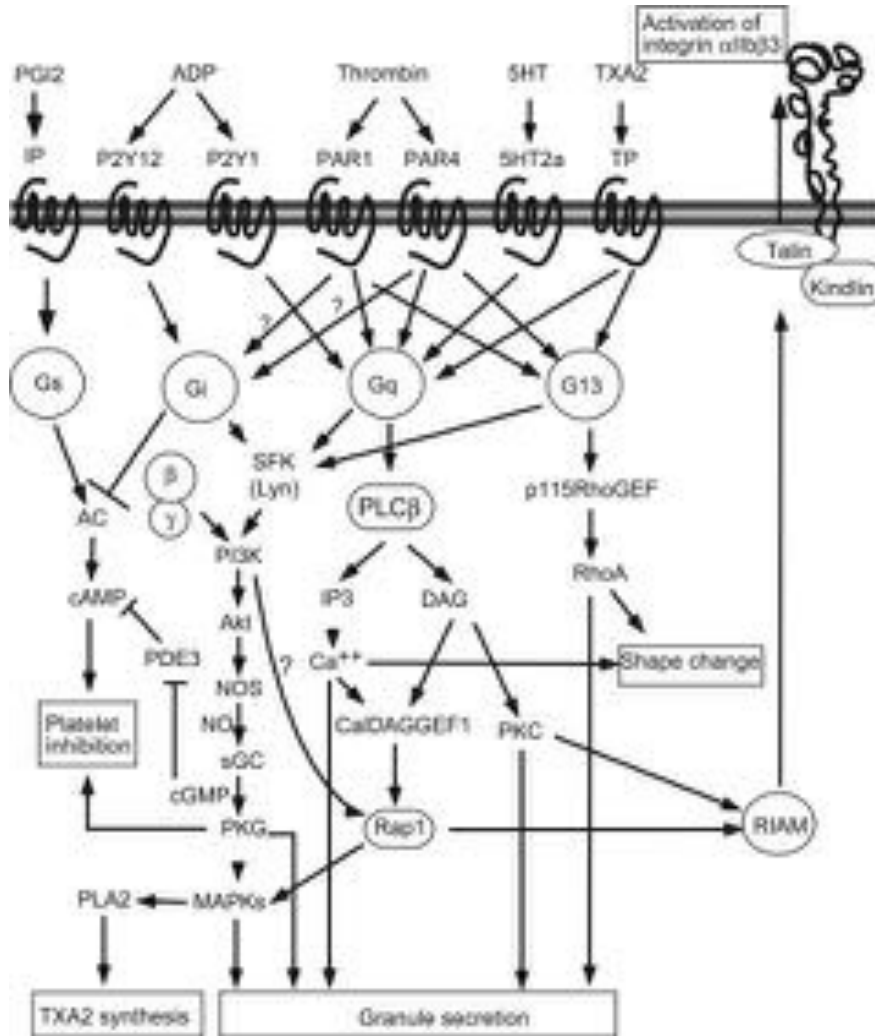 Activation of
integrin αIIbβ3
PGI2
ADP
Thrombin
5HT
TXA2
IP
P2Y12
P2Y1
PAR1
PAR4
5HT2a
TP
Talin
Kindlin
?
?
Gs
Gi
Gq
G13
SFK
(Lyn)
β
γ
AC
PLCβ
p115RhoGEF
PI3K
cAMP
IP3
DAG
RhoA
Akt
PDE3
?
Ca++
Shape change
NOS
Platelet
inhibition
NO
CalDAGGEF1
PKC
sGC
cGMP
PKG
Rap1
RIAM
PLA2
MAPKs
TXA2 synthesis
Granule secretion